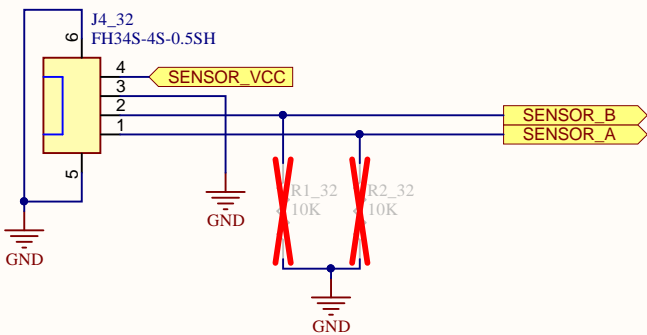 J4_32
FH34S-4S-0.5SH
6
4
SENSOR_VCC
3
2
SENSOR_B
1
SENSOR_A
5
R1_32
R2_32
10K
10K
GND
GND
GND